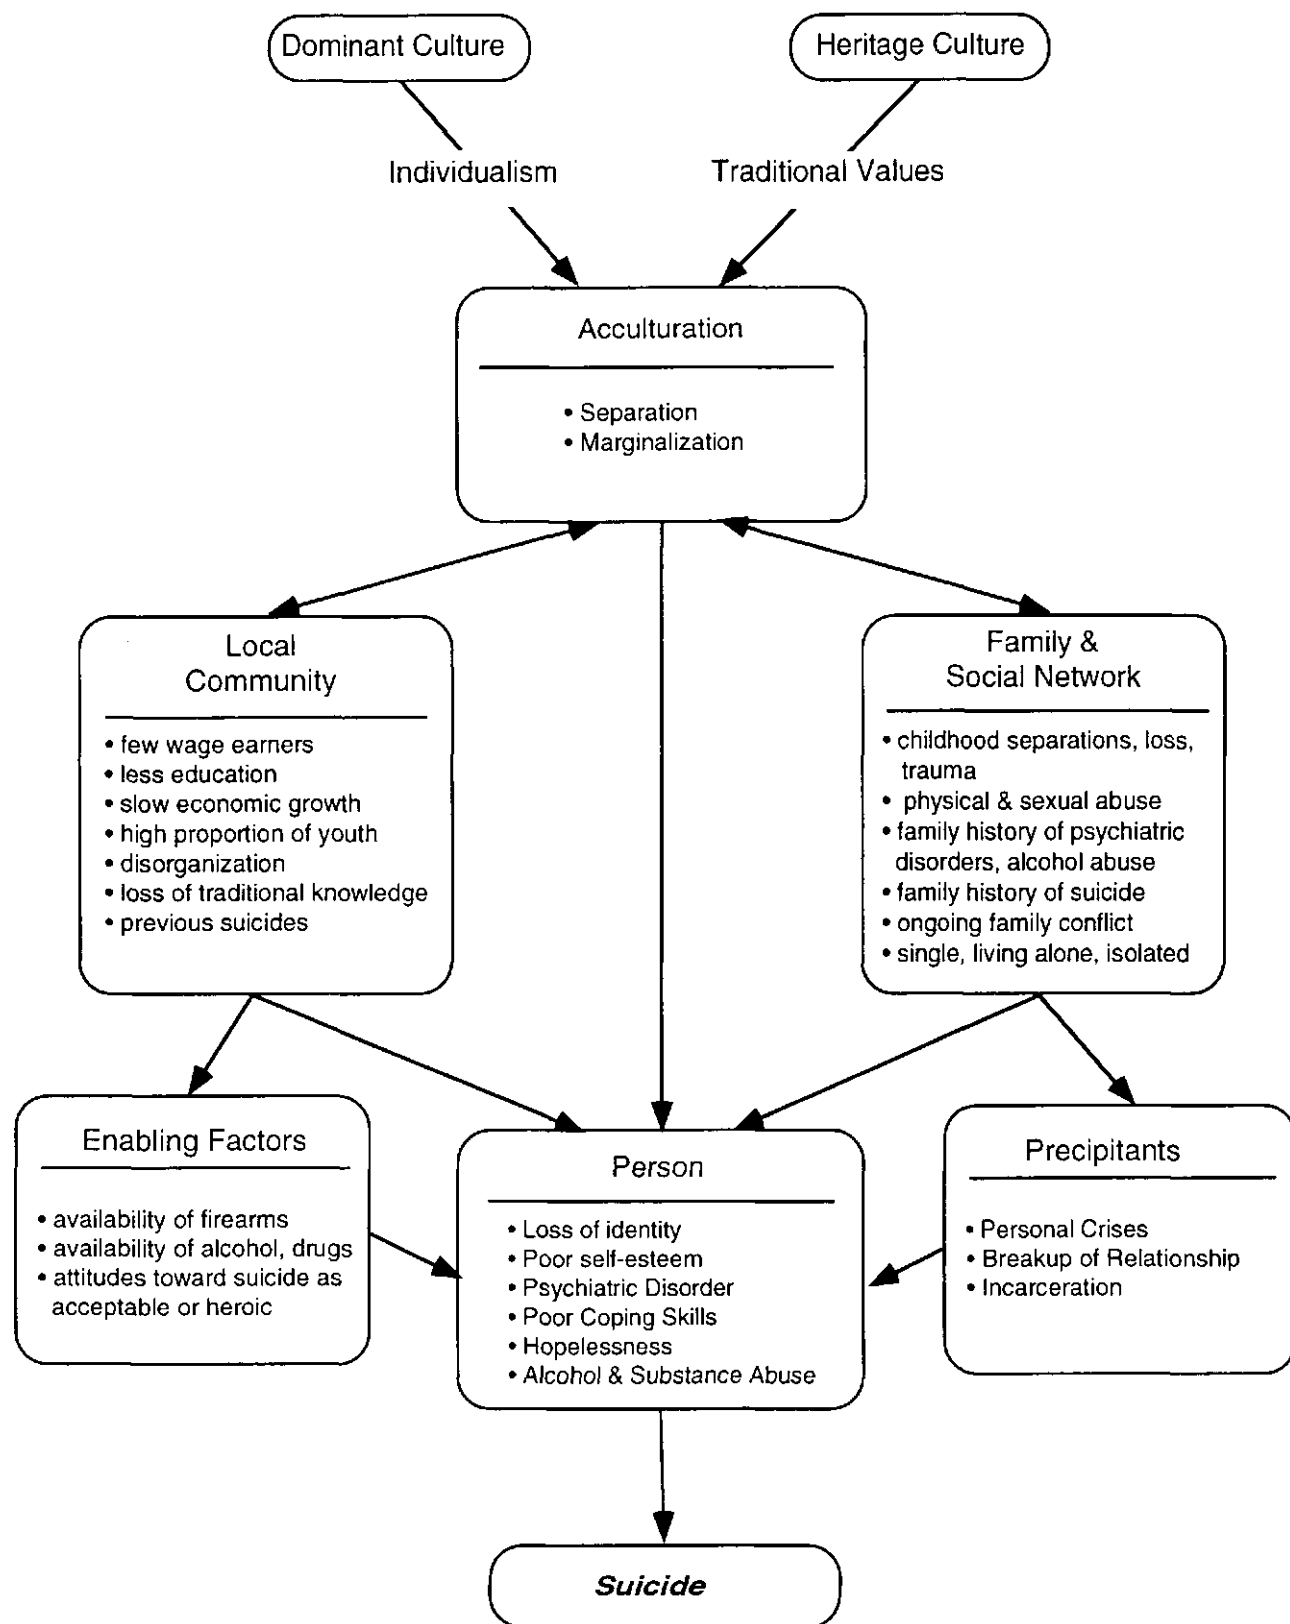 Dominant Culture
Heritage Culture
Individualism
Traditional Values
Acculturation
• Separation
• Marginalization
Local
Community
• few wage earners
• less education
• slow economic growth
• high proportion of youth
• disorganization
• loss of traditional knowledge
• previous suicides
Family &
Social Network
• childhood separations, loss,
trauma
• physical & sexual abuse
• family history of psychiatric
disorders, alcohol abuse
• family history of suicide
• ongoing family conflict
• single, living alone, isolated
Enabling Factors
• availability of firearms
• availability of alcohol, drugs
• attitudes toward suicide as
acceptable or heroic
Person
• Loss of identity
• Poor self-esteem
• Psychiatric Disorder
• Poor Coping Skills
• Hopelessness
• Alcohol & Substance Abuse
Precipitants
• Personal Crises
• Breakup of Relationship
• Incarceration
Suicide